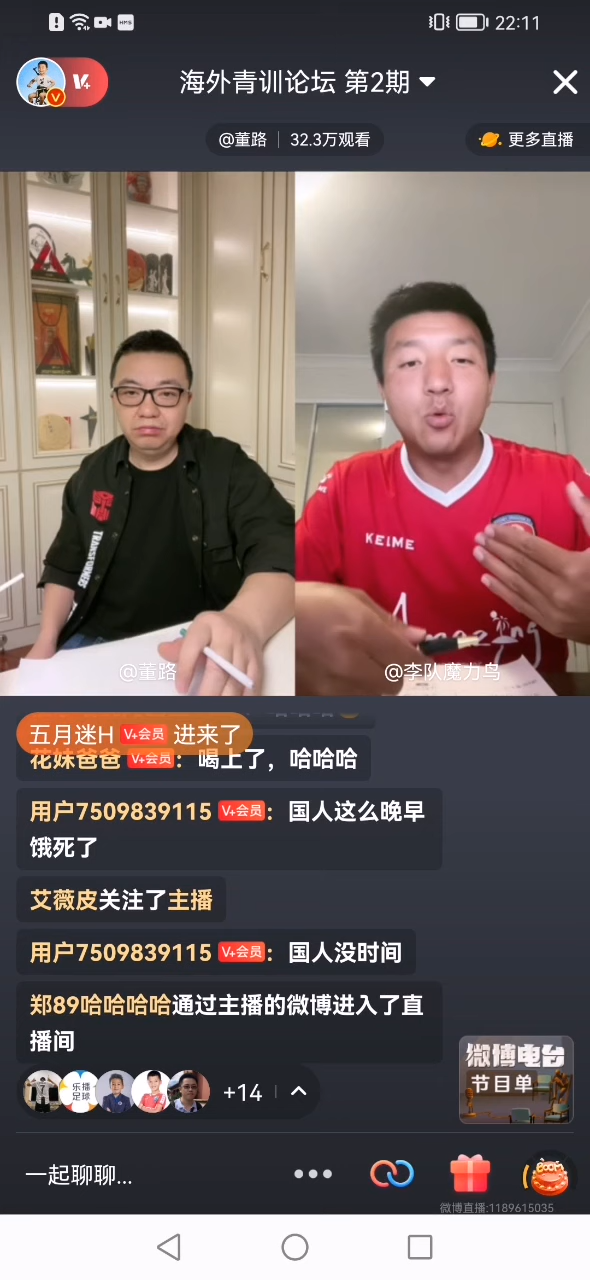 HMS
22:11
V+
海外青训论坛 第2期
@董路 32.3万观看
更多直播
TRANSFORMERS
KEIME
@董路
@李队魔力鸟
五月迷H V+会员 进来了
花妹爸爸 V+会员：喝上了，哈哈哈
用户7509839115 V+会员：国人这么晚早
饿死了
艾薇皮关注了主播
用户7509839115 V+会员：国人没时间
郑89哈哈哈哈通过主播的微博进入了直
播间
微博电台
节目单
乐播
足球
+14
一起聊聊...
BOOM
微博直播:1189615035